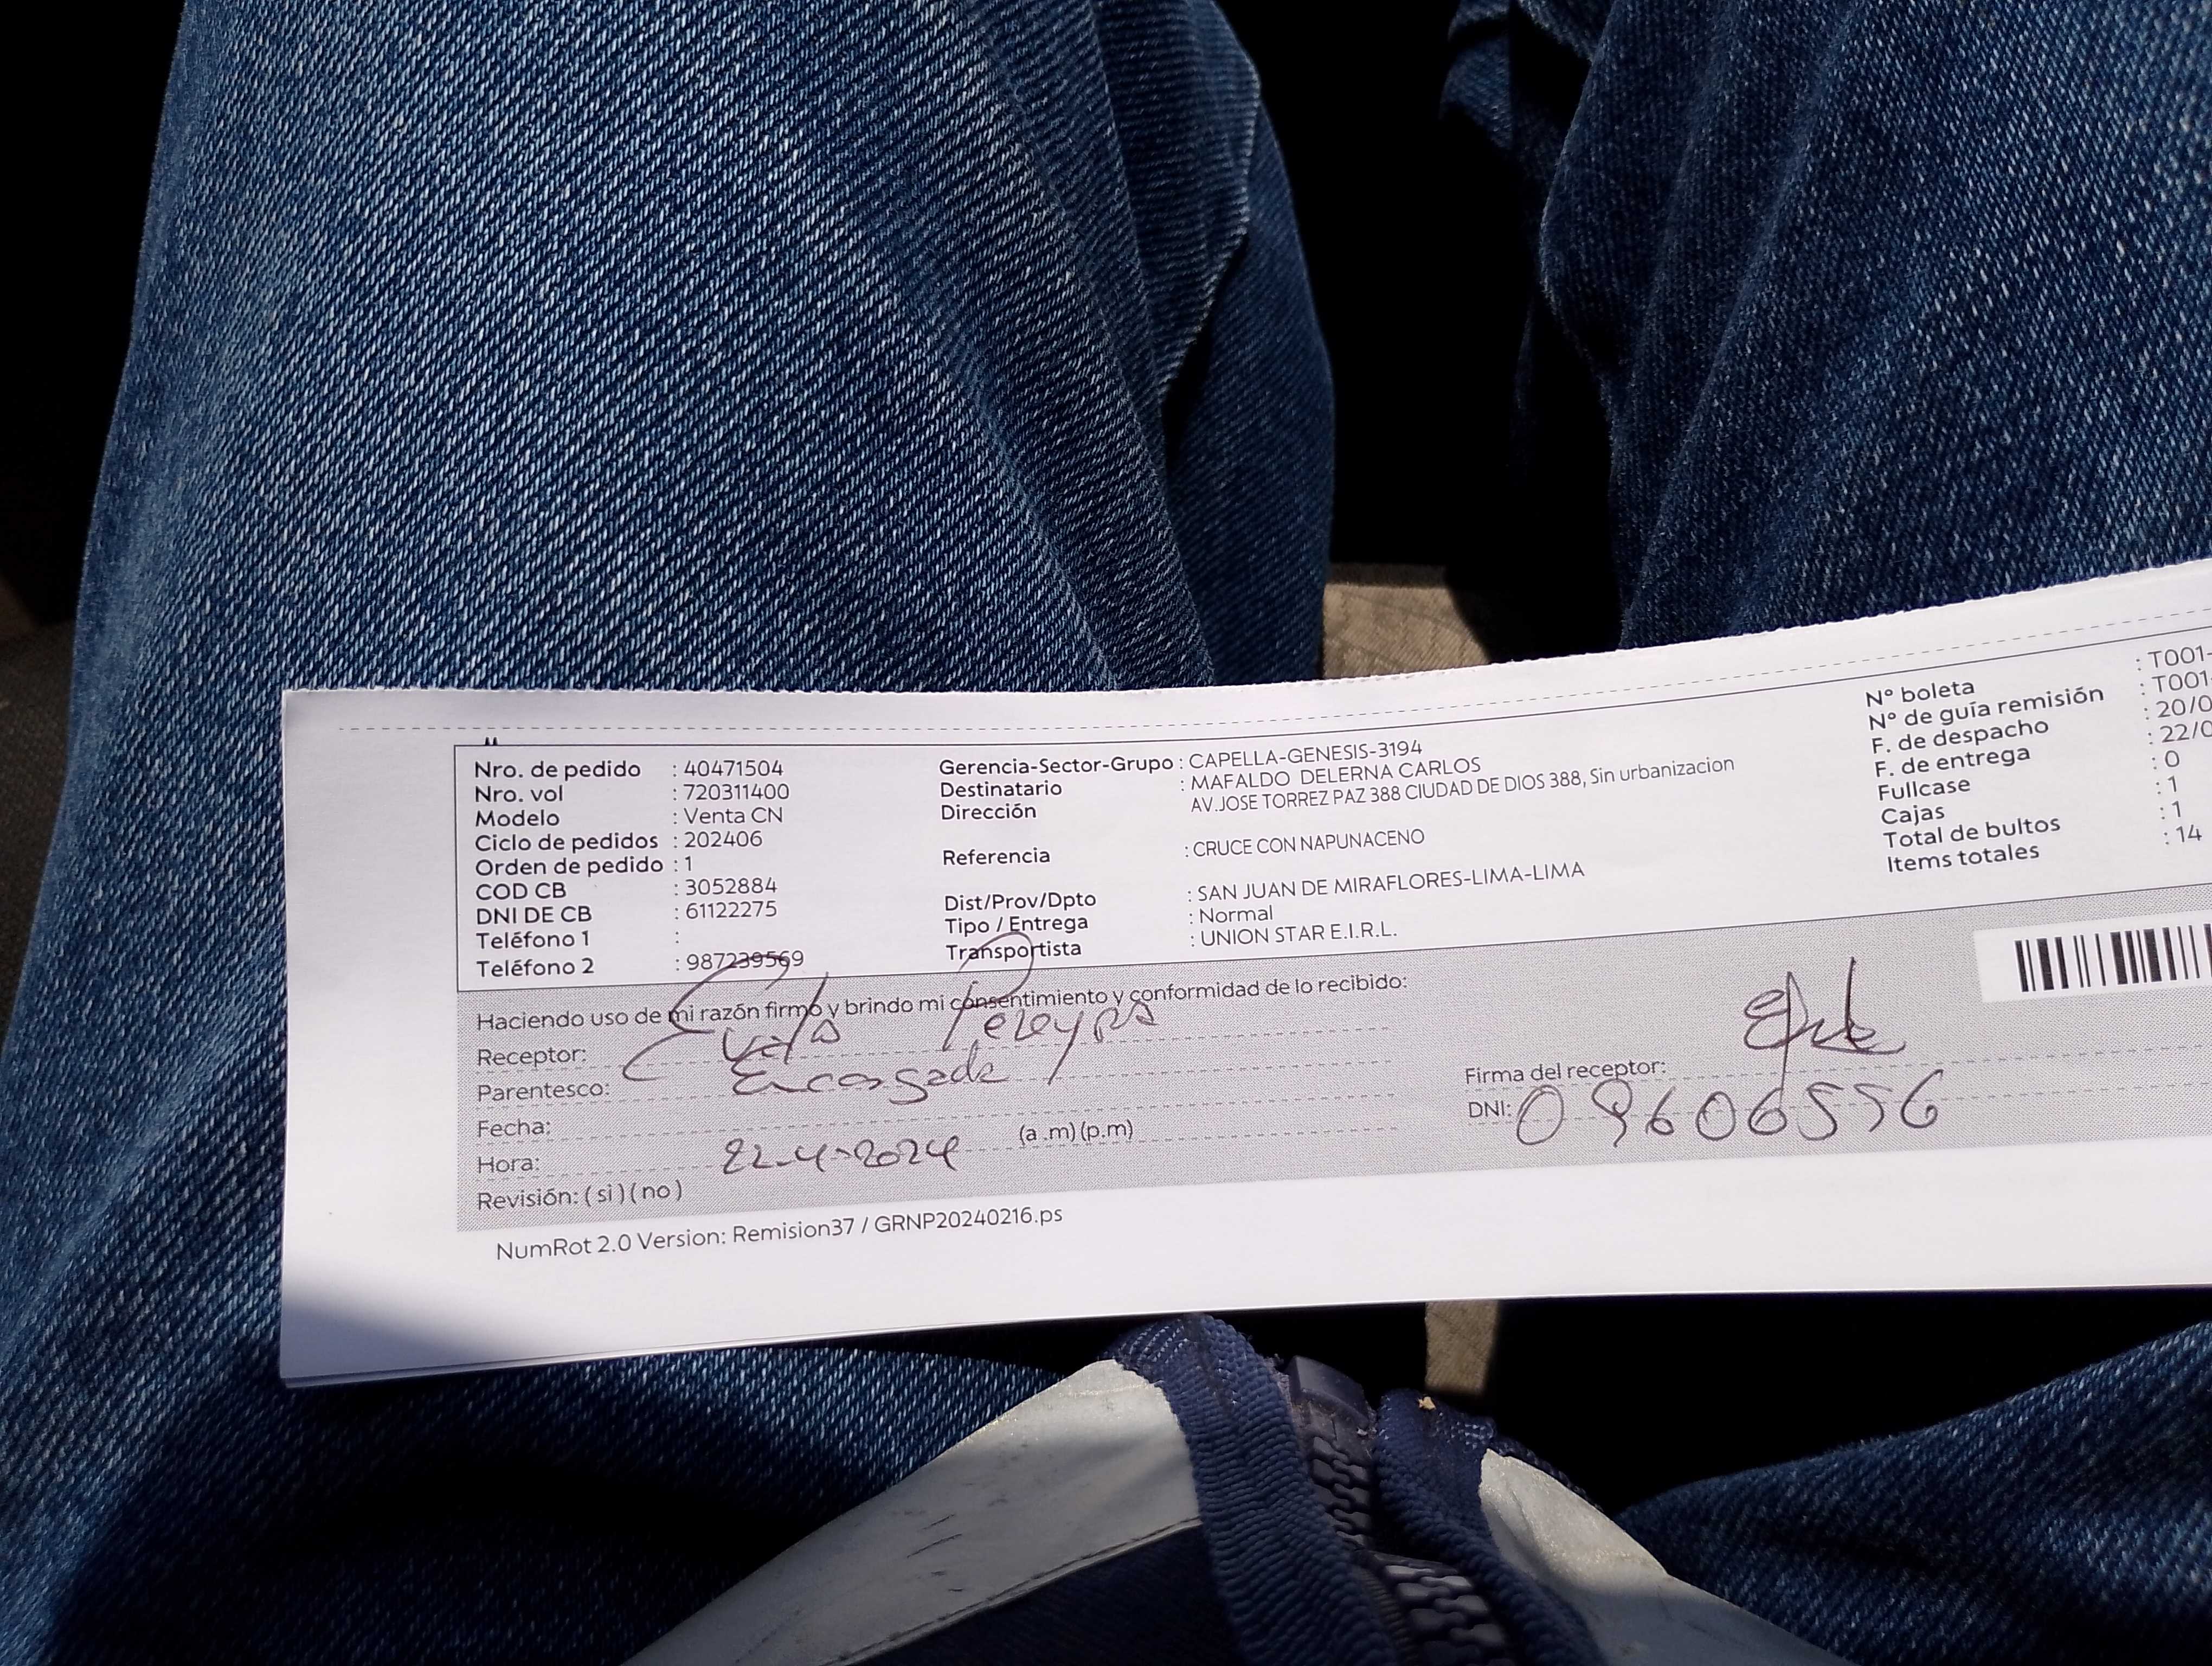 Nro. de pedido : 40471504
Nro. vol : 720311400
Modelo : Venta CN
Ciclo de pedidos : 202406
Orden de pedido : 1
COD CB : 3052884
DNI DE CB : 61122275
Teléfono 1 :
Teléfono 2 : 987239569
Gerencia-Sector-Grupo : CAPELLA-GENESIS-3194
Destinatario : MAFALDO DELERNA CARLOS
Dirección AV.JOSE TORREZ PAZ 388 CIUDAD DE DIOS 388, Sin urbanizacion
Referencia : CRUCE CON NAPUNACENO
Dist/Prov/Dpto : SAN JUAN DE MIRAFLORES-LIMA-LIMA
Tipo / Entrega : Normal
Transportista : UNION STAR E.I.R.L.
N° boleta : T001-
N° de guía remisión : T001-
F. de despacho : 20/0
F. de entrega : 22/0
Fullcase : 0
Cajas : 1
Total de bultos : 1
Items totales : 14
Haciendo uso de mi razón firmo y brindo mi consentimiento y conformidad de lo recibido:
Receptor:
Parentesco: Encargada
Fecha:
Hora: 22-4-2024 (a .m) (p.m)
Revisión: ( si ) ( no )
Firma del receptor:
DNI: 09606556
NumRot 2.0 Version: Remision37 / GRNP20240216.ps